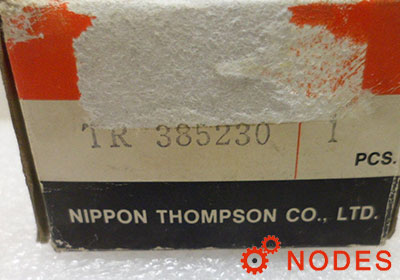 TR 385230 1
PCS.
NIPPON THOMPSON CO., LTD.
NODES